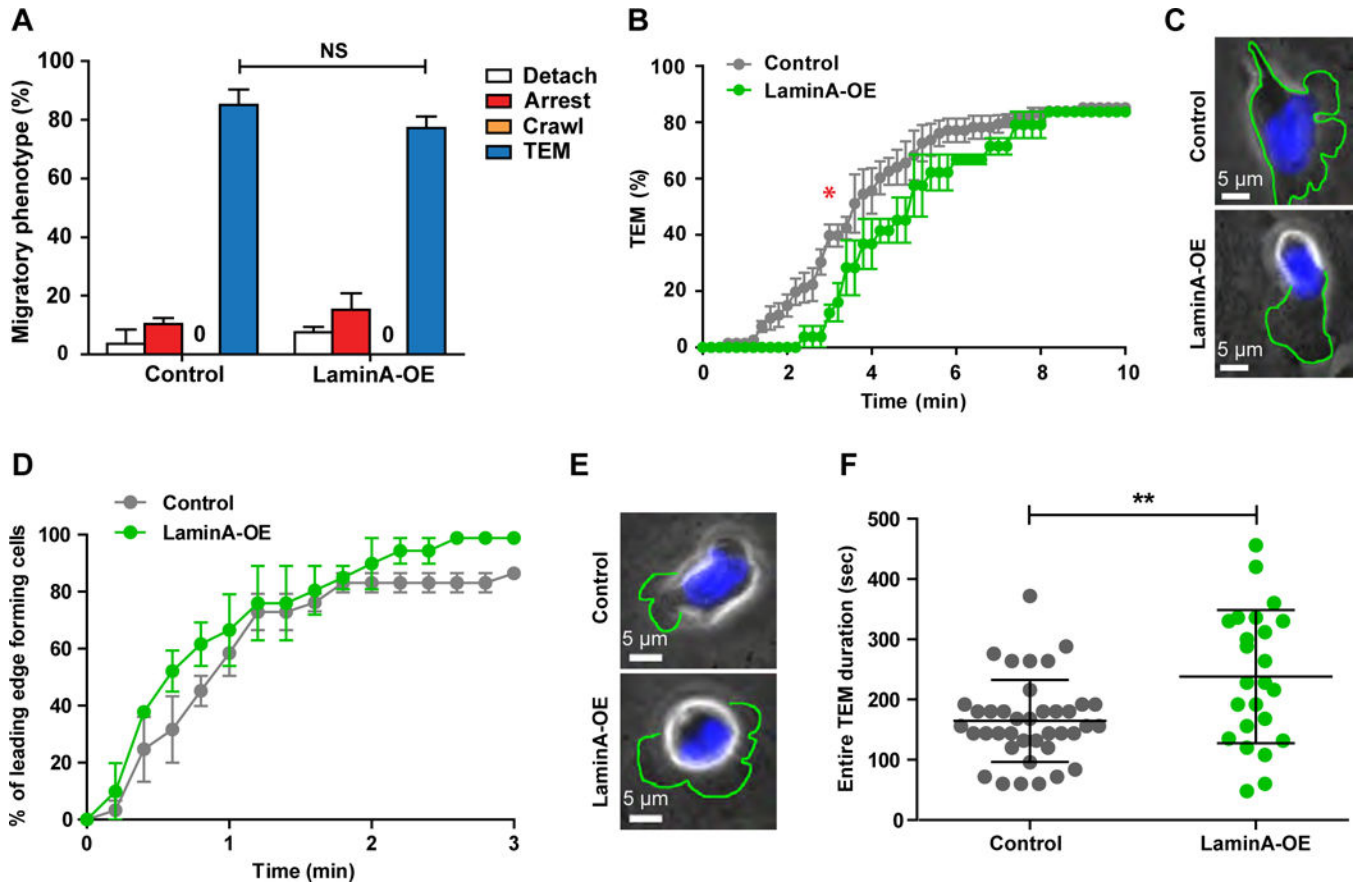 A
NS
Migratory phenotype (%)
100
80
60
40
20
0
0
0
Control
LaminA-OE
Detach
Arrest
Crawl
TEM
B
Control
LaminA-OE
TEM (%)
100
80
60
40
20
0
*
0 2 4 6 8 10
Time (min)
C
Control
5 µm
LaminA-OE
5 µm
D
Control
LaminA-OE
% of leading edge forming cells
100
80
60
40
20
0
0 1 2 3
Time (min)
E
Control
5 µm
LaminA-OE
5 µm
F
**
Entire TEM duration (sec)
500
400
300
200
100
0
Control
LaminA-OE